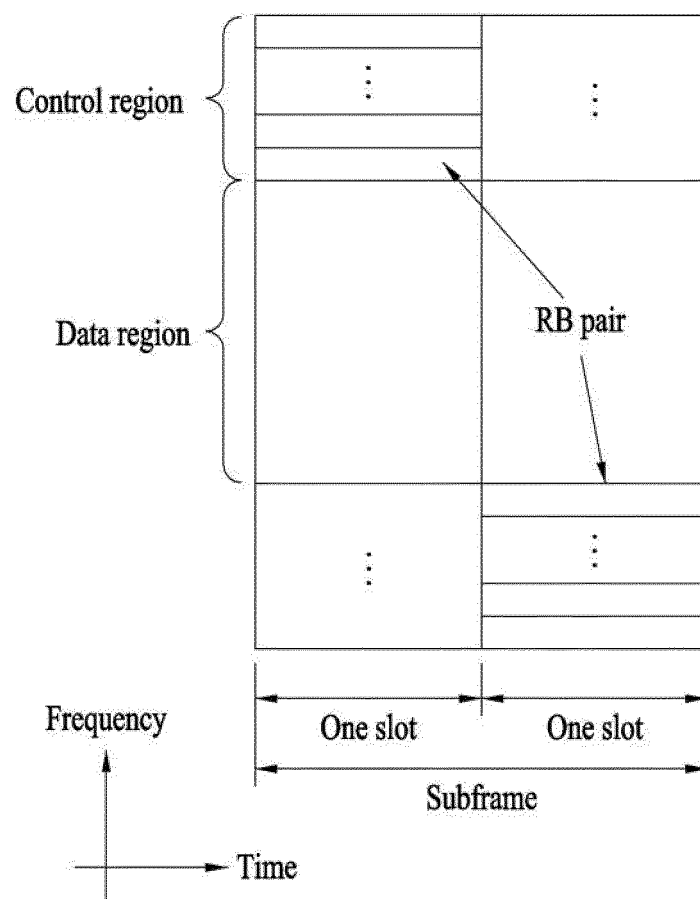 Control region
Data region
RB pair
One slot
One slot
Subframe
Frequency
Time